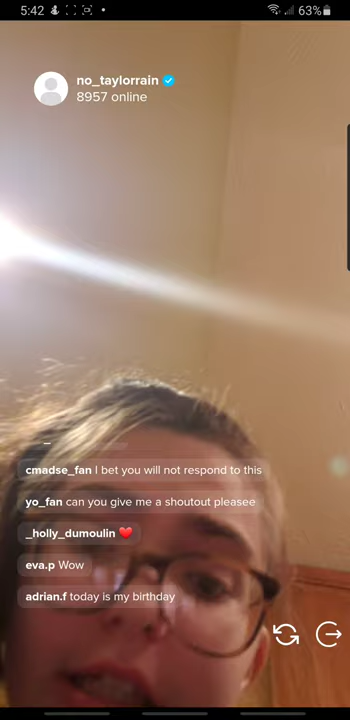 5:42
63%
no_taylorrain
8957 online
cmadse_fan I bet you will not respond to this
yo_fan can you give me a shoutout pleasee
_holly_dumoulin ❤️
eva.p Wow
adrian.f today is my birthday